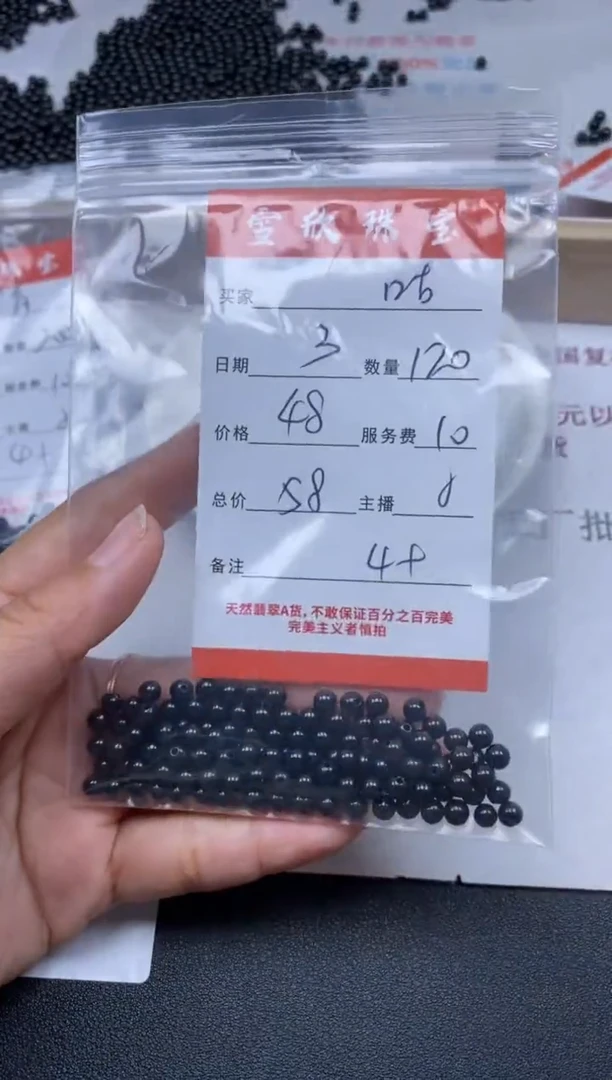 雪欣珠宝
买家
日期 3 数量 120
价格 48 服务费 10
总价 58 主播
备注 4+
天然翡翠A货,不敢保证百分之百完美
完美主义者慎拍